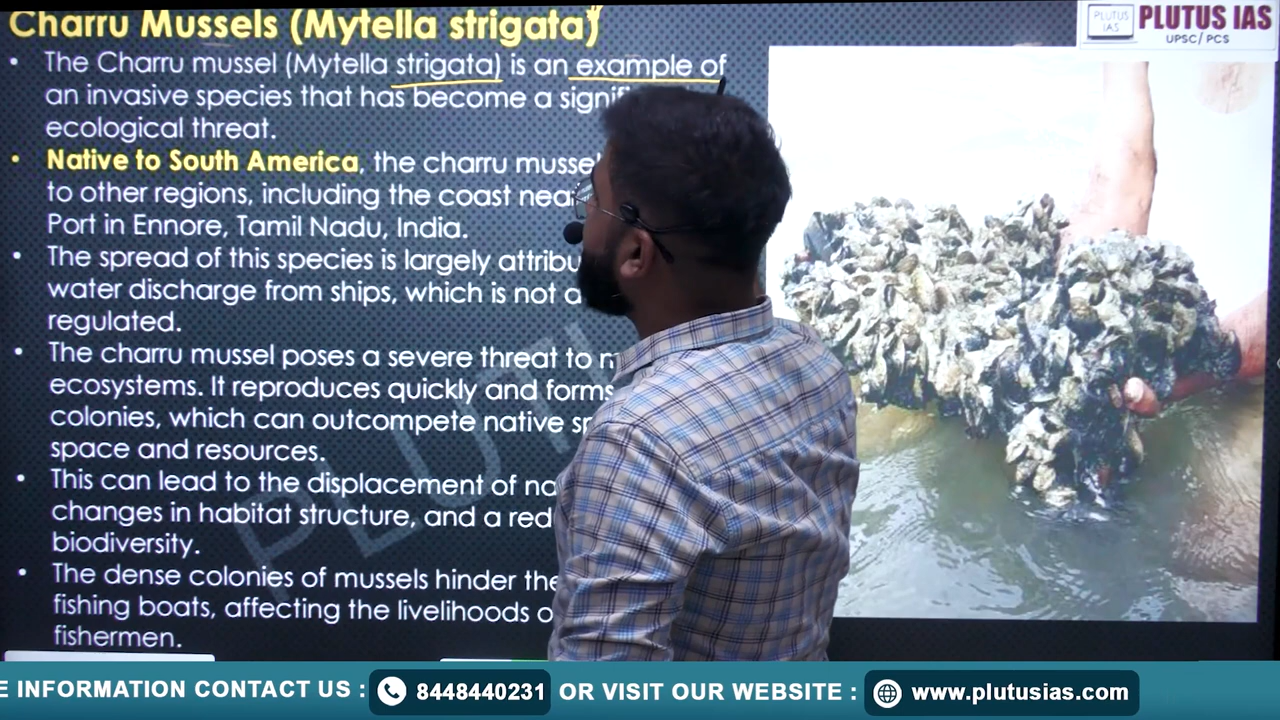 Charru Mussels (Mytella strigata)
PLUTUS IAS
PLUTUS IAS
UPSC/ PCS
• The Charru mussel (Mytella strigata) is an example of
an invasive species that has become a
ecological threat.
• Native to South America, the charru
to other regions, including the coast
Port in Ennore, Tamil Nadu, India.
• The spread of this species is largely
water discharge from ships, which is not
regulated.
• The charru mussel poses a severe threat to
ecosystems. It reproduces quickly and forms
colonies, which can outcompete native
space and resources.
• This can lead to the displacement of
changes in habitat structure, and a
biodiversity.
• The dense colonies of mussels hinder the
fishing boats, affecting the livelihoods
fishermen.
INFORMATION CONTACT US : 8448440231 OR VISIT OUR WEBSITE : www.plutusias.com